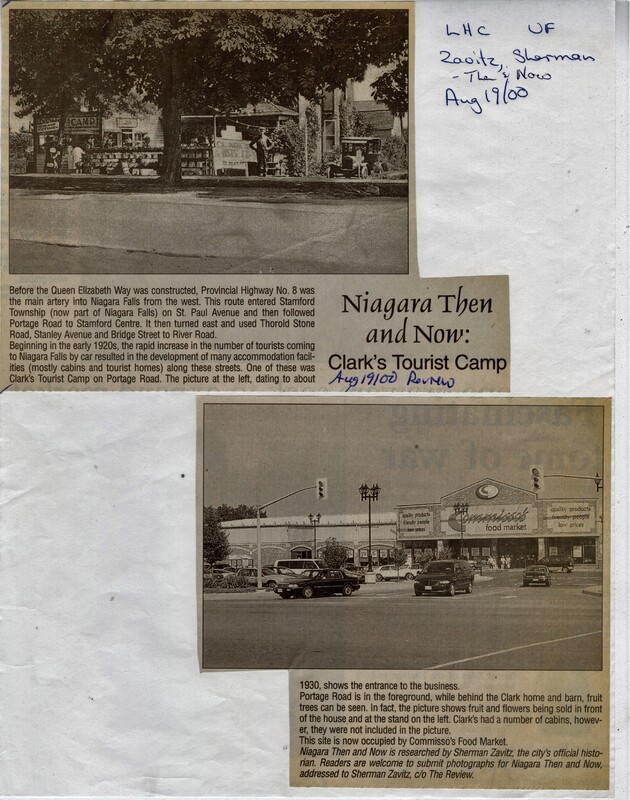 LHC VF
Zavitz, Sherman
- Then & Now
Aug 19/00
CAMP
Before the Queen Elizabeth Way was constructed, Provincial Highway No. 8 was
the main artery into Niagara Falls from the west. This route entered Stamford
Township (now part of Niagara Falls) on St. Paul Avenue and then followed
Portage Road to Stamford Centre. It then turned east and used Thorold Stone
Road, Stanley Avenue and Bridge Street to River Road.
Beginning in the early 1920s, the rapid increase in the number of tourists coming
to Niagara Falls by car resulted in the development of many accommodation facil-
ities (mostly cabins and tourist homes) along these streets. One of these was
Clark's Tourist Camp on Portage Road. The picture at the left, dating to about
Niagara Then
and Now:
Clark's Tourist Camp
Aug 19/00 Review
quality products
friendly people
low prices
Commisso's
food market
quality products
friendly people
low prices
1930, shows the entrance to the business.
Portage Road is in the foreground, while behind the Clark home and barn, fruit
trees can be seen. In fact, the picture shows fruit and flowers being sold in front
of the house and at the stand on the left. Clark's had a number of cabins, howev-
er, they were not included in the picture.
This site is now occupied by Commisso's Food Market.
Niagara Then and Now is researched by Sherman Zavitz, the city's official histo-
rian. Readers are welcome to submit photographs for Niagara Then and Now,
addressed to Sherman Zavitz, c/o The Review.